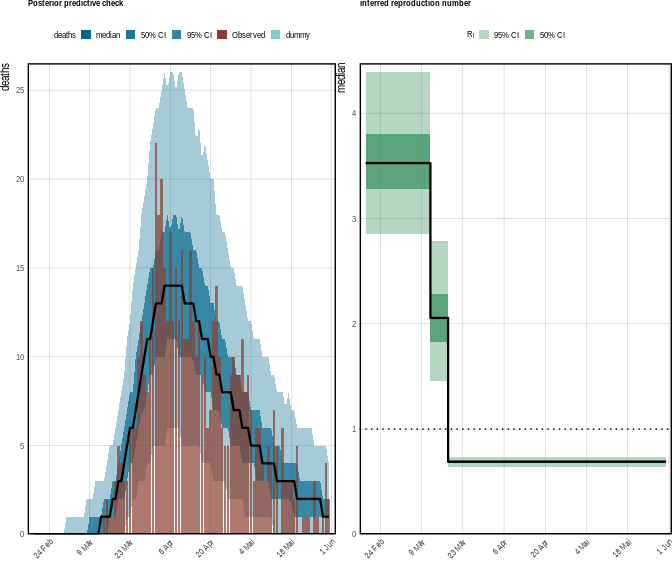 Posterior predictive check
deaths median 50% CI 95% CI Observed dummy
deaths
25
20
15
10
5
0
24 Feb 9 Mär 23 Mär 6 Apr 20 Apr 4 Mai 18 Mai 1 Jun
Inferred reproduction number
Rt 95% CI 50% CI
median
4
3
2
1
0
24 Feb 9 Mär 23 Mär 6 Apr 20 Apr 4 Mai 18 Mai 1 Jun